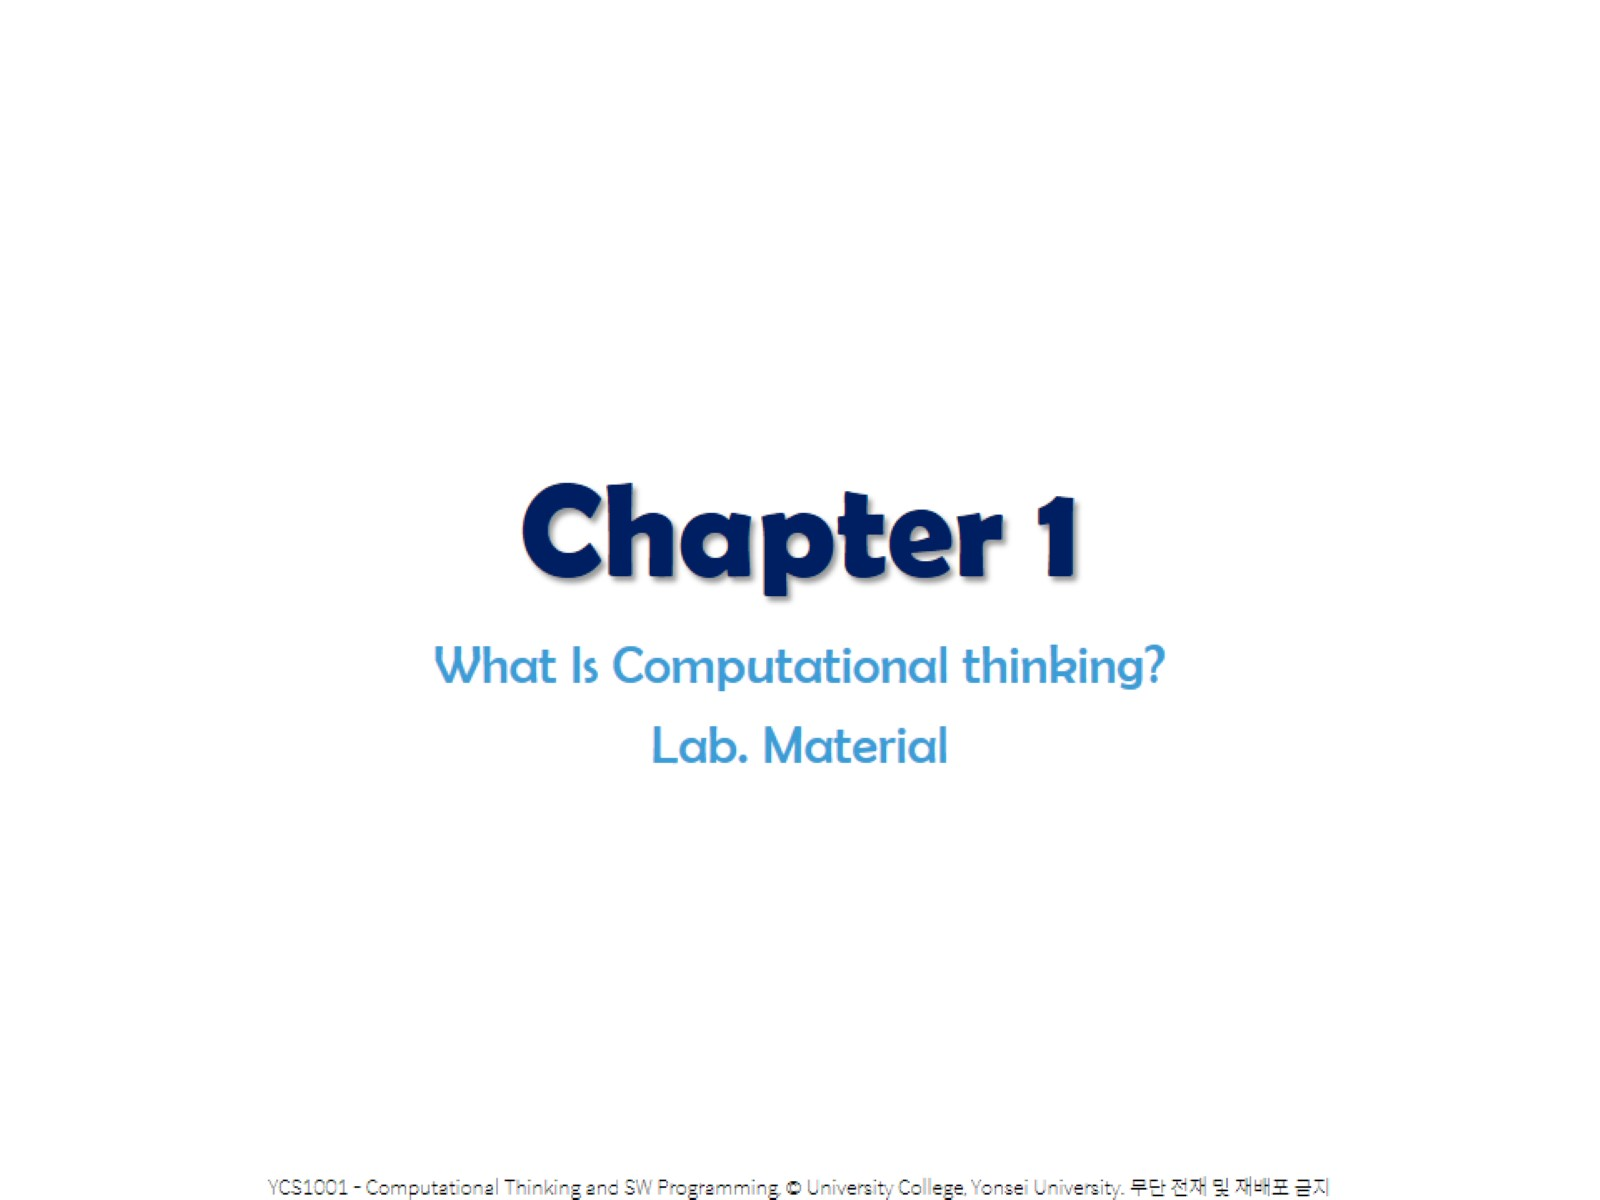 Chapter 1
What Is Computational thinking?
Lab. Material
YCS1001 - Computational Thinking and SW Programming, © University College, Yonsei University. 무단 전재 및 재배포 금지